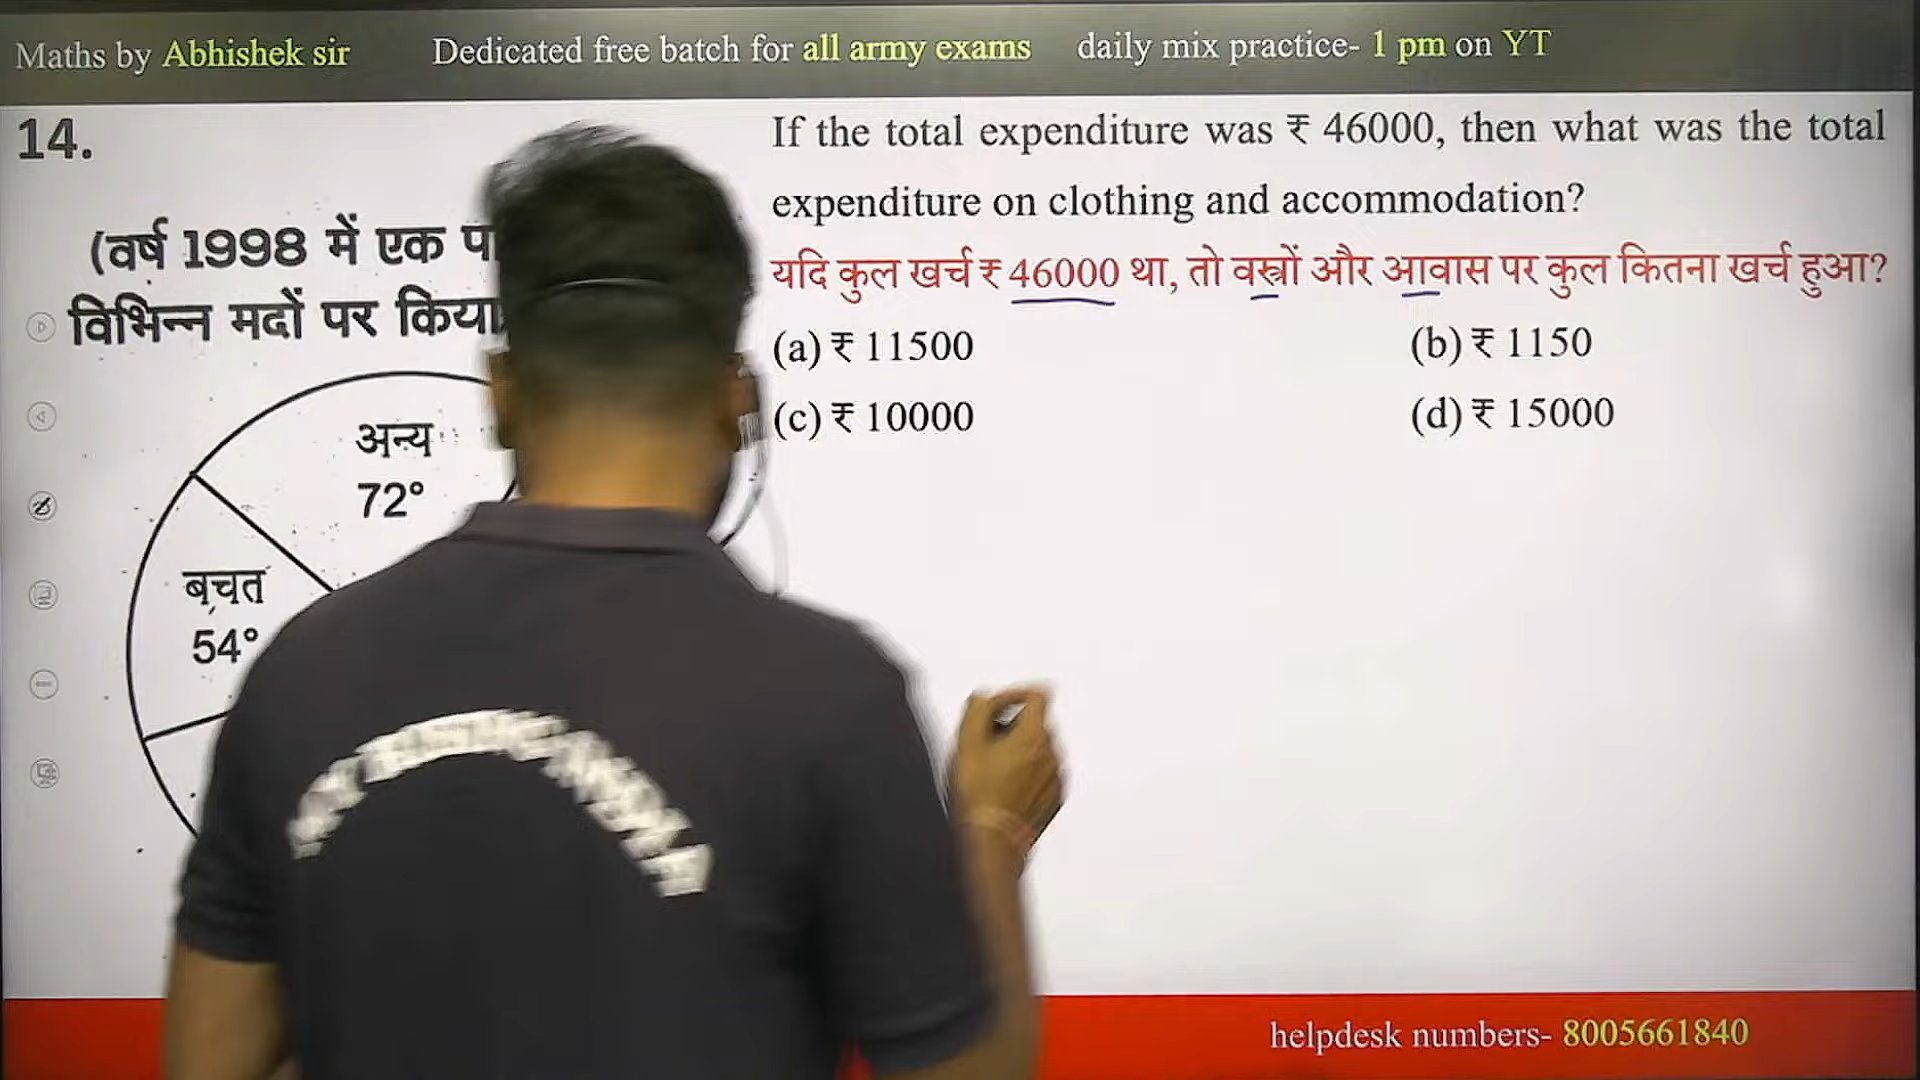 Maths by Abhishek sir
Dedicated free batch for all army exams
daily mix practice- 1 pm on YT
14.
(वर्ष 1998 में एक
विभिन्न मदों पर किया
अन्य
72°
बचत
54°
If the total expenditure was ₹ 46000, then what was the total
expenditure on clothing and accommodation?
यदि कुल खर्च ₹ 46000 था, तो वस्त्रों और आवास पर कुल कितना खर्च हुआ?
(a) ₹ 11500
(b) ₹ 1150
(c) ₹ 10000
(d) ₹ 15000
helpdesk numbers- 8005661840